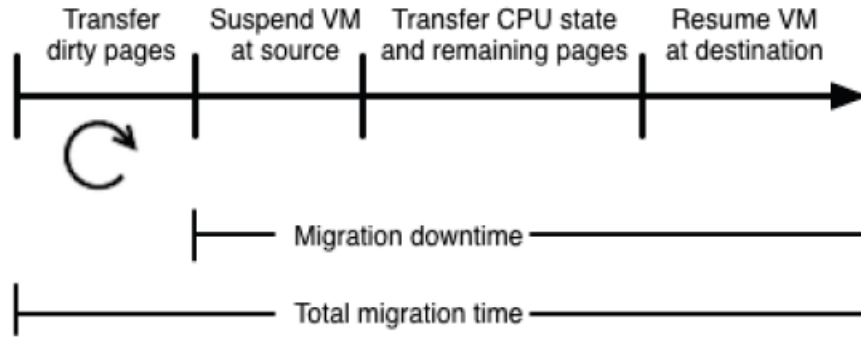 Transfer
dirty pages
Suspend VM
at source
Transfer CPU state
and remaining pages
Resume VM
at destination
Migration downtime
Total migration time